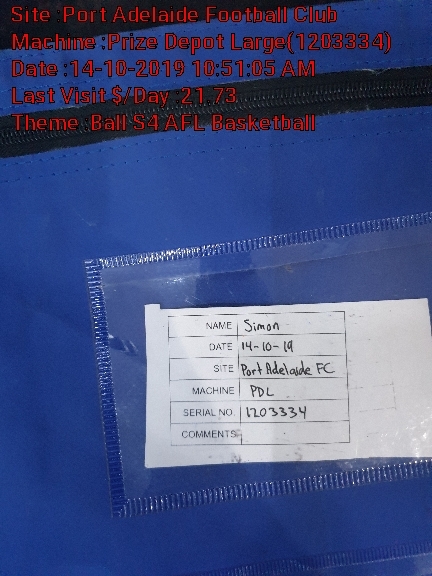 Site :Port Adelaide Football Club
Machine :Prize Depot Large(1203334)
Date :14-10-2019 10:51:05 AM
Last Visit $/Day :21.73
Theme :Ball S4 AFL Basketball
NAME Simon
DATE 14-10-19
SITE Port Adelaide FC
MACHINE PDL
SERIAL NO. 1203334
COMMENTS